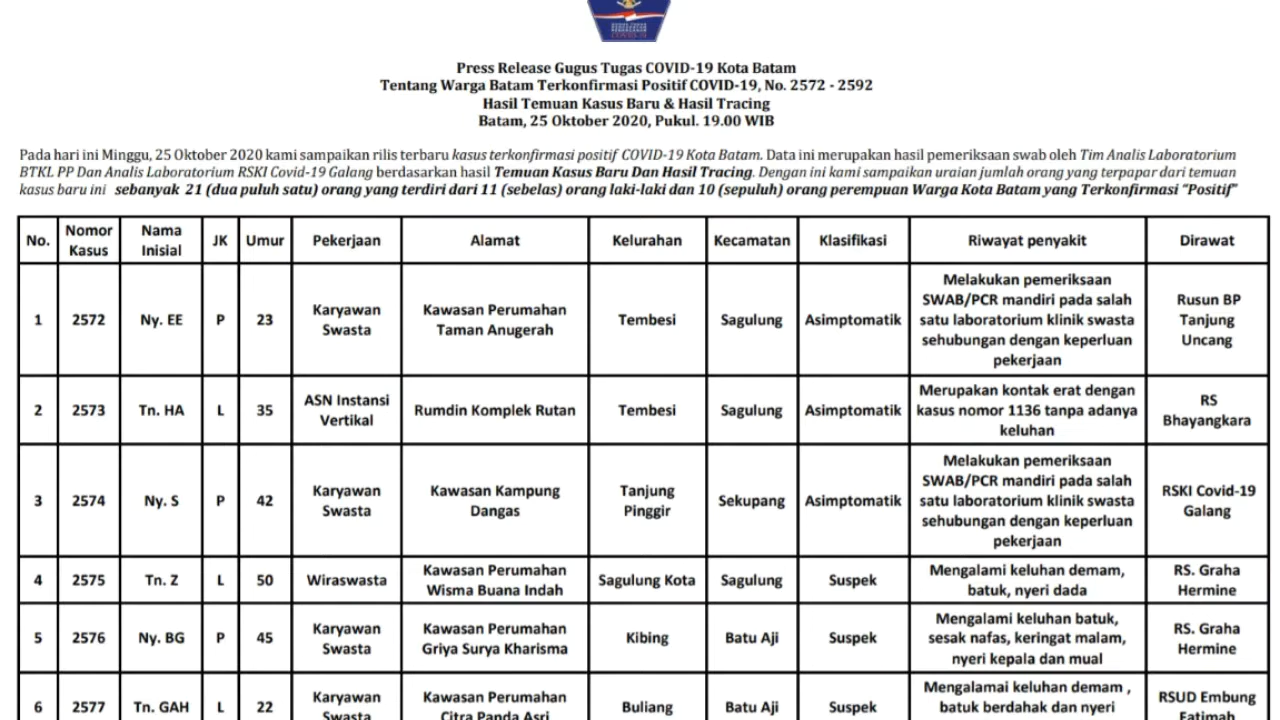 Press Release Gugus Tugas COVID-19 Kota Batam
Tentang Warga Batam Terkonfirmasi Positif COVID-19, No. 2572 - 2592
Hasil Temuan Kasus Baru & Hasil Tracing
Batam, 25 Oktober 2020, Pukul. 19.00 WIB
Pada hari ini Minggu, 25 Oktober 2020 kami sampaikan rilis terbaru kasus terkonfirmasi positif COVID-19 Kota Batam. Data ini merupakan hasil pemeriksaan swab oleh Tim Analis Laboratorium
BTKL PP Dan Analis Laboratorium RSKI Covid-19 Galang berdasarkan hasil Temuan Kasus Baru Dan Hasil Tracing. Dengan ini kami sampaikan uraian jumlah orang yang terpapar dari temuan
kasus baru ini sebanyak 21 (dua puluh satu) orang yang terdiri dari 11 (sebelas) orang laki-laki dan 10 (sepuluh) orang perempuan Warga Kota Batam yang Terkonfirmasi “Positif”
No. Nomor Kasus Nama Inisial JK Umur Pekerjaan Alamat Kelurahan Kecamatan Klasifikasi Riwayat penyakit Dirawat
1 2572 Ny. EE P 23 Karyawan Swasta Kawasan Perumahan Taman Anugerah Tembesi Sagulung Asimptomatik Melakukan pemeriksaan SWAB/PCR mandiri pada salah satu laboratorium klinik swasta sehubungan dengan keperluan pekerjaan Rusun BP Tanjung Uncang
2 2573 Tn. HA L 35 ASN Instansi Vertikal Rumdin Komplek Rutan Tembesi Sagulung Asimptomatik Merupakan kontak erat dengan kasus nomor 1136 tanpa adanya keluhan RS Bhayangkara
3 2574 Ny. S P 42 Karyawan Swasta Kawasan Kampung Dangas Tanjung Pinggir Sekupang Asimptomatik Melakukan pemeriksaan SWAB/PCR mandiri pada salah satu laboratorium klinik swasta sehubungan dengan keperluan pekerjaan RSKI Covid-19 Galang
4 2575 Tn. Z L 50 Wiraswasta Kawasan Perumahan Wisma Buana Indah Sagulung Kota Sagulung Suspek Mengalami keluhan demam, batuk, nyeri dada RS. Graha Hermine
5 2576 Ny. BG P 45 Karyawan Swasta Kawasan Perumahan Griya Surya Kharisma Kibing Batu Aji Suspek Mengalami keluhan batuk, sesak nafas, keringat malam, nyeri kepala dan mual RS. Graha Hermine
6 2577 Tn. GAH L 22 Karyawan Swasta Kawasan Perumahan Citra Panda Asri Buliang Batu Aji Suspek Mengalamai keluhan demam , batuk berdahak dan nyeri RSUD Embung Fatimah